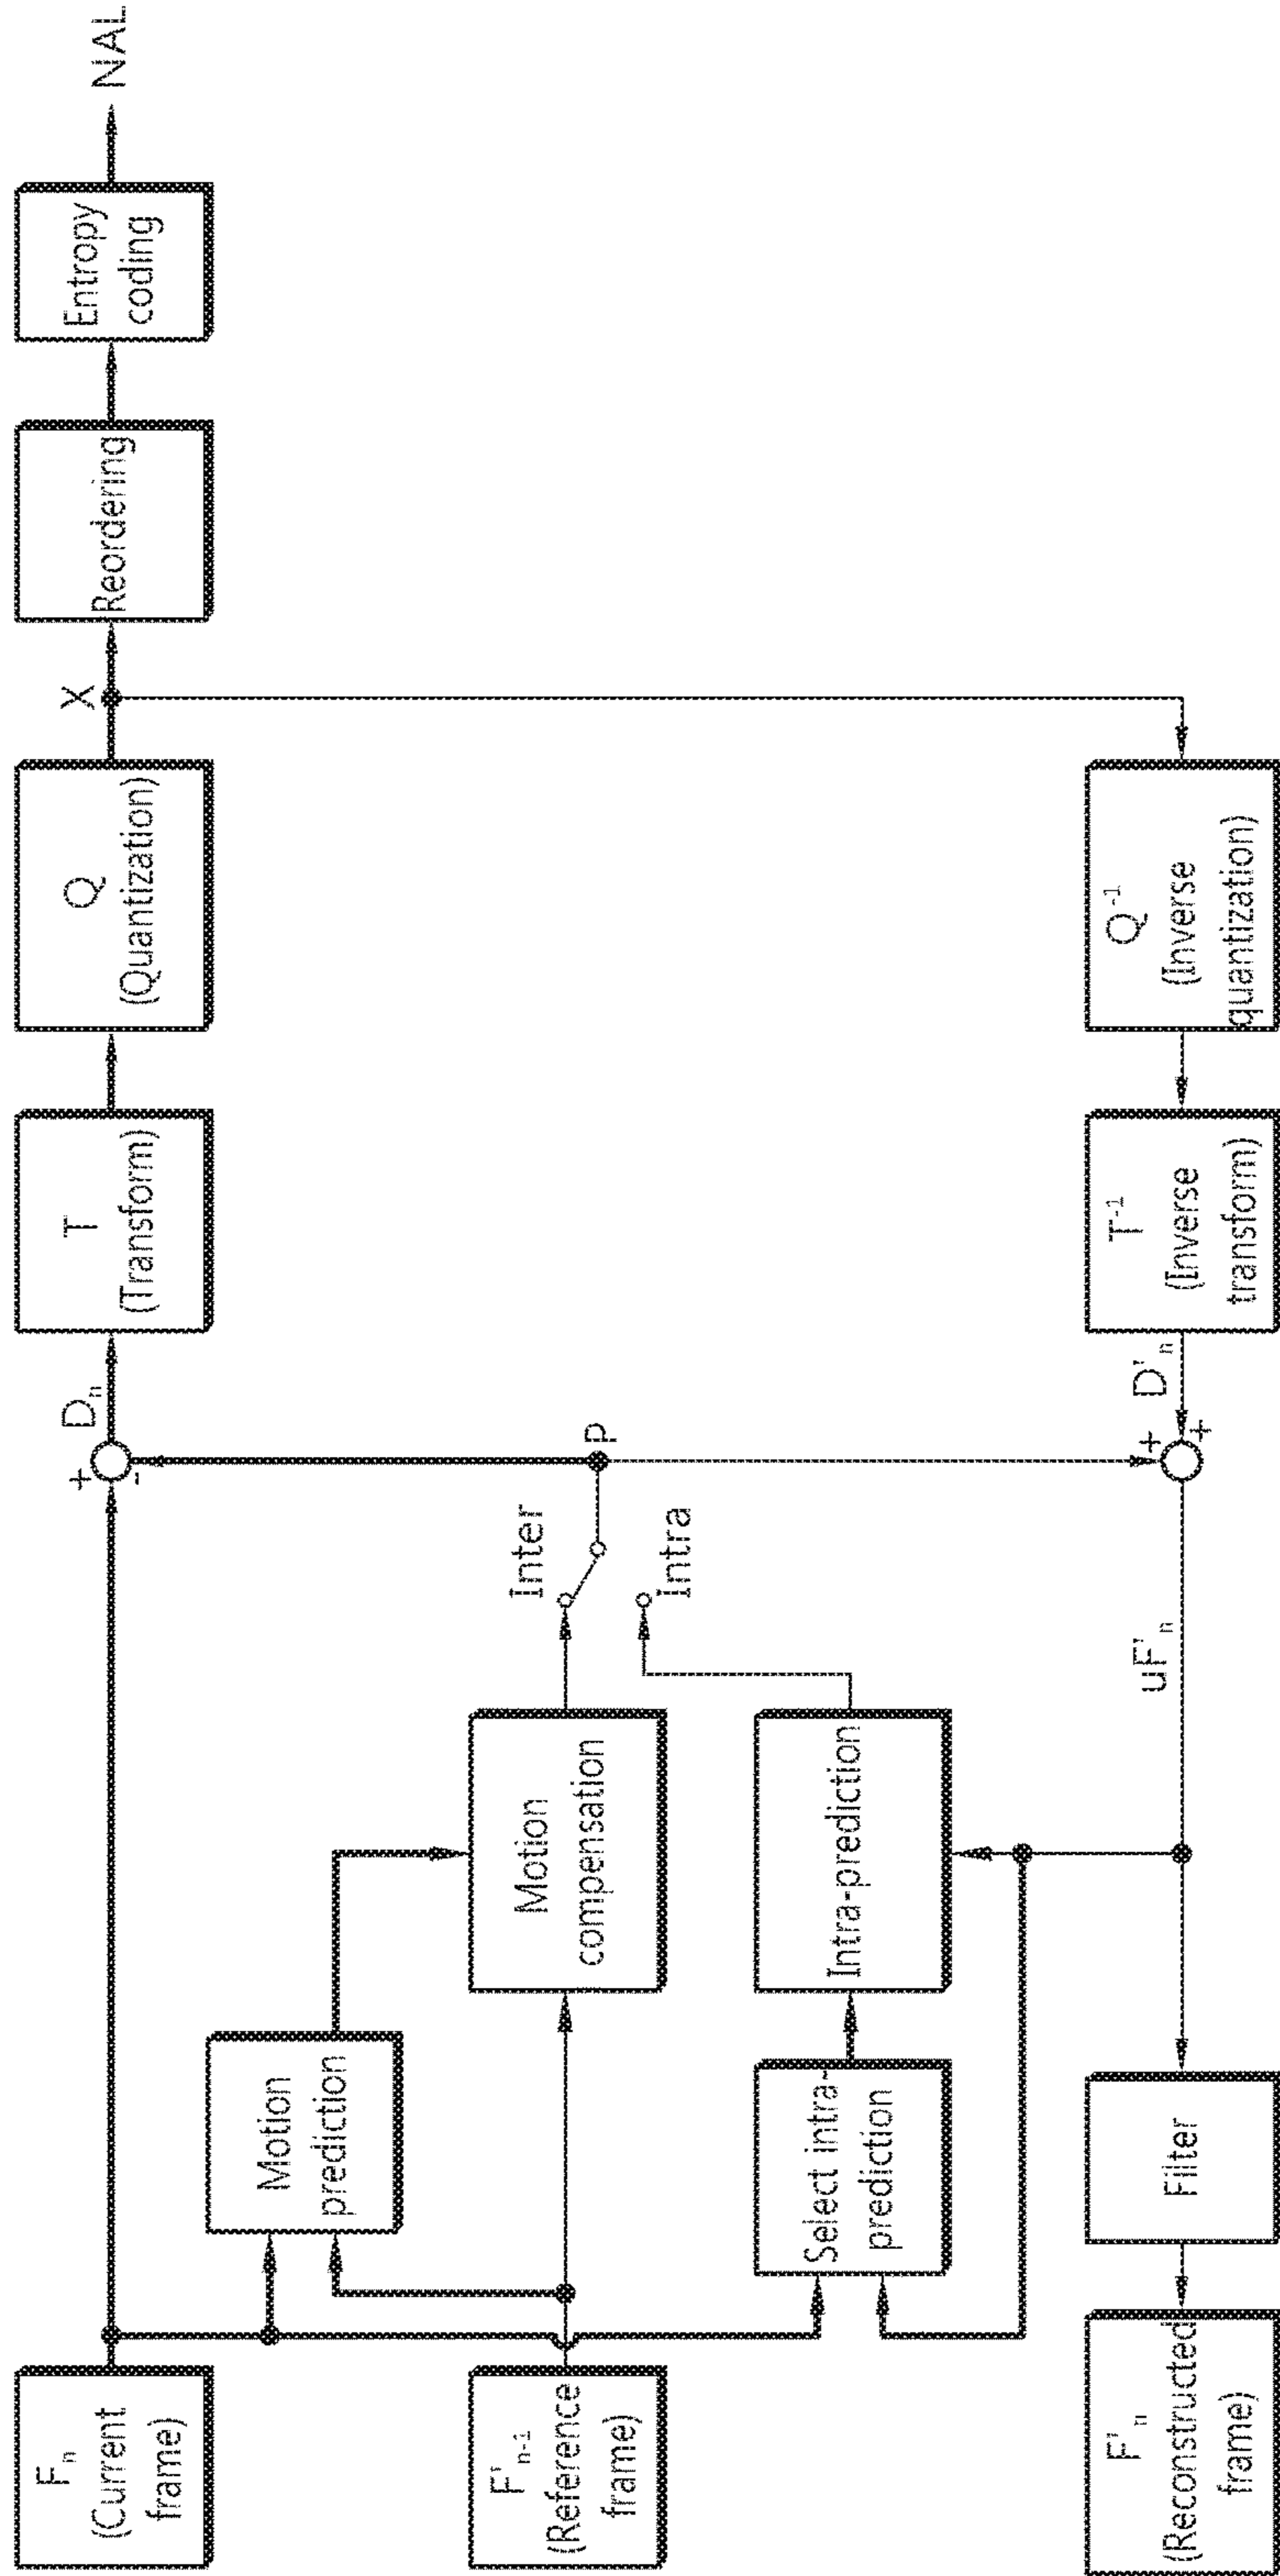 Fn
(Current
frame)
+
-
Dn
T
(Transform)
Q
(Quantization)
X
Reordering
Entropy
coding
NAL
Motion
prediction
F'n-1
(Reference
frame)
Motion
compensation
Inter
P
Intra
Select intra-
prediction
Intra-prediction
F'n
(Reconstructed
frame)
Filter
uF'n
+
+
D'n
T-1
(Inverse
transform)
Q-1
(Inverse
quantization)